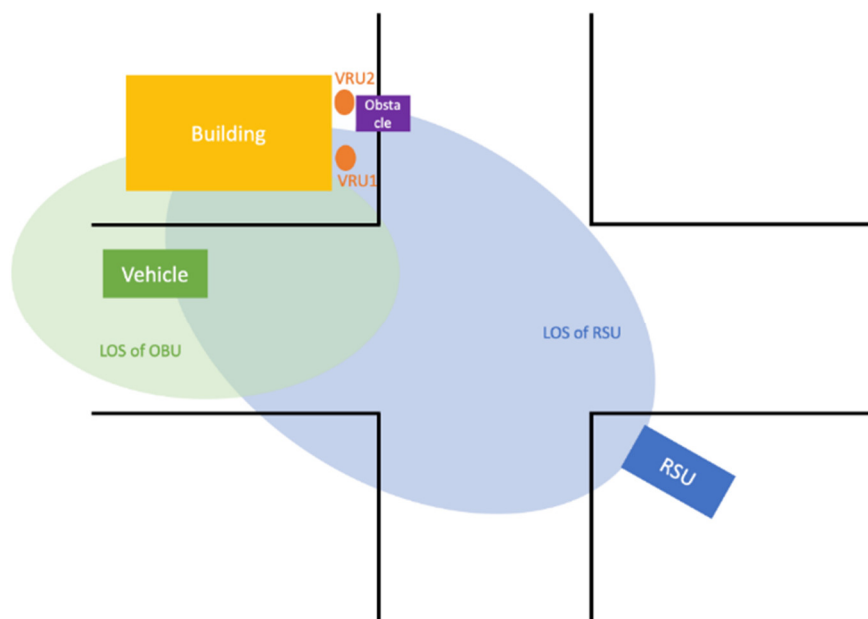 VRU2
Obsta
cle
Building
VRU1
Vehicle
LOS of RSU
LOS of OBU
RSU